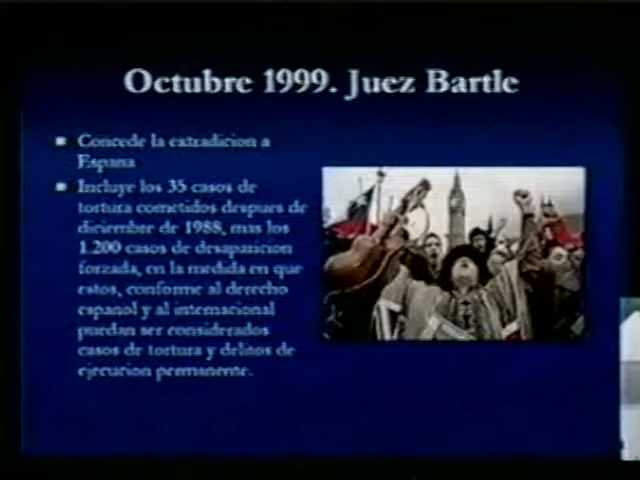 Octubre 1999. Juez Bartle
Concede la extradicion a
Espana
Incluye los 35 casos de
tortura cometidos despues de
diciembre de 1988, mas los
1.200 casos de desaparicion
forzada, en la medida en que
estos, conforme al derecho
espanol y al internacional
puedan ser considerados
casos de tortura y delitos de
ejecucion permanente.